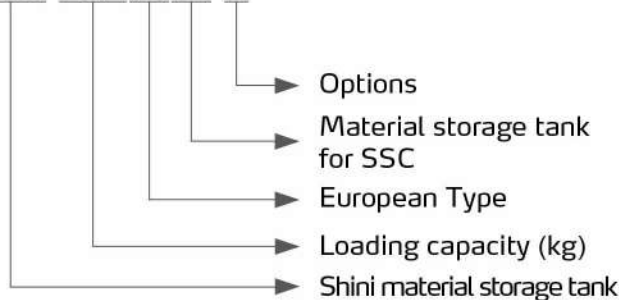 Options
Material storage tank
for SSC
European Type
Loading capacity (kg)
Shini material storage tank